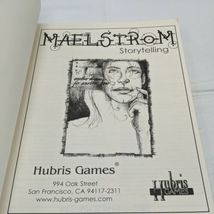 MAELSTROM
Storytelling
Hubris Games®
994 Oak Street
San Francisco, CA 94117-2311
www.hubris-games.com
Hubris
GAMES